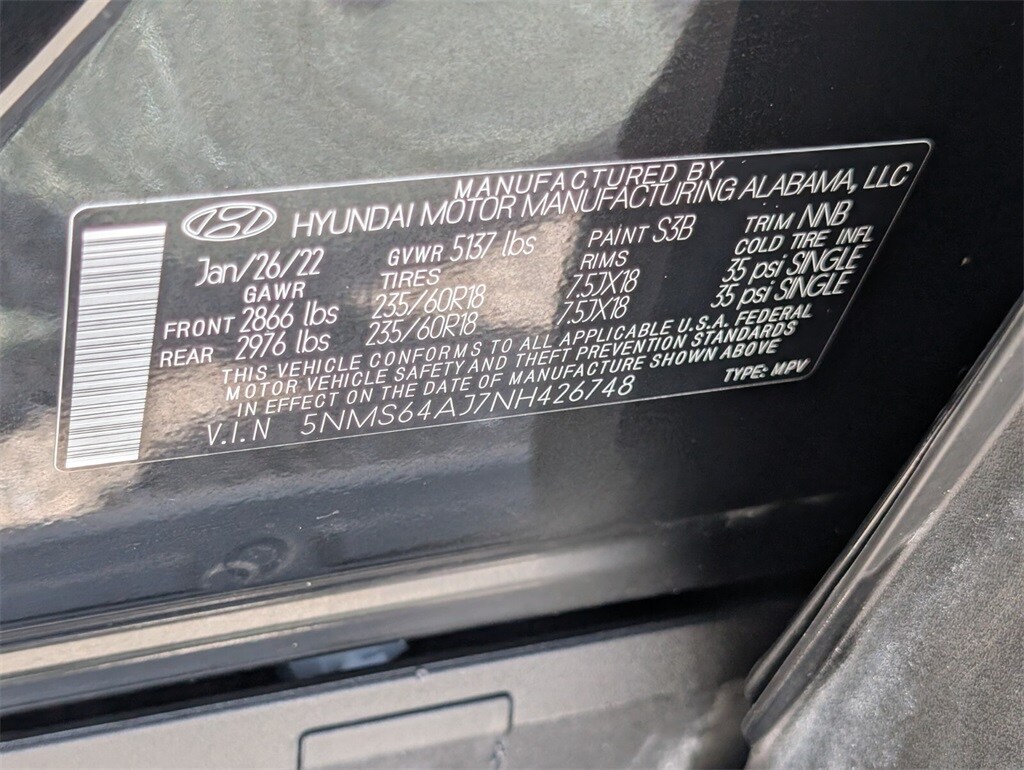 MANUFACTURED BY
HYUNDAI MOTOR MANUFACTURING ALABAMA, LLC
Jan/26/22 GVWR 5137 lbs PAINT S3B TRIM NNB
GAWR TIRES RIMS COLD TIRE INFL
FRONT 2866 lbs 235/60R18 7.5JX18 35 psi SINGLE
REAR 2976 lbs 235/60R18 7.5JX18 35 psi SINGLE
THIS VEHICLE CONFORMS TO ALL APPLICABLE U.S.A. FEDERAL
MOTOR VEHICLE SAFETY AND THEFT PREVENTION STANDARDS
IN EFFECT ON THE DATE OF MANUFACTURE SHOWN ABOVE
V.I.N 5NMS64AJ7NH426748 TYPE: MPV